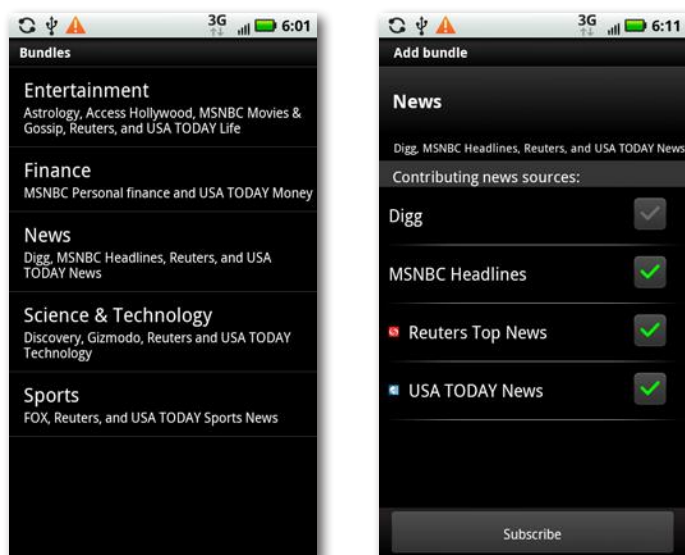 3G 6:01
Bundles
Entertainment
Astrology, Access Hollywood, MSNBC Movies &
Gossip, Reuters, and USA TODAY Life
Finance
MSNBC Personal finance and USA TODAY Money
News
Digg, MSNBC Headlines, Reuters, and USA
TODAY News
Science & Technology
Discovery, Gizmodo, Reuters and USA TODAY
Technology
Sports
FOX, Reuters, and USA TODAY Sports News
3G 6:11
Add bundle
News
Digg, MSNBC Headlines, Reuters, and USA TODAY News
Contributing news sources:
Digg
MSNBC Headlines
Reuters Top News
USA TODAY News
Subscribe